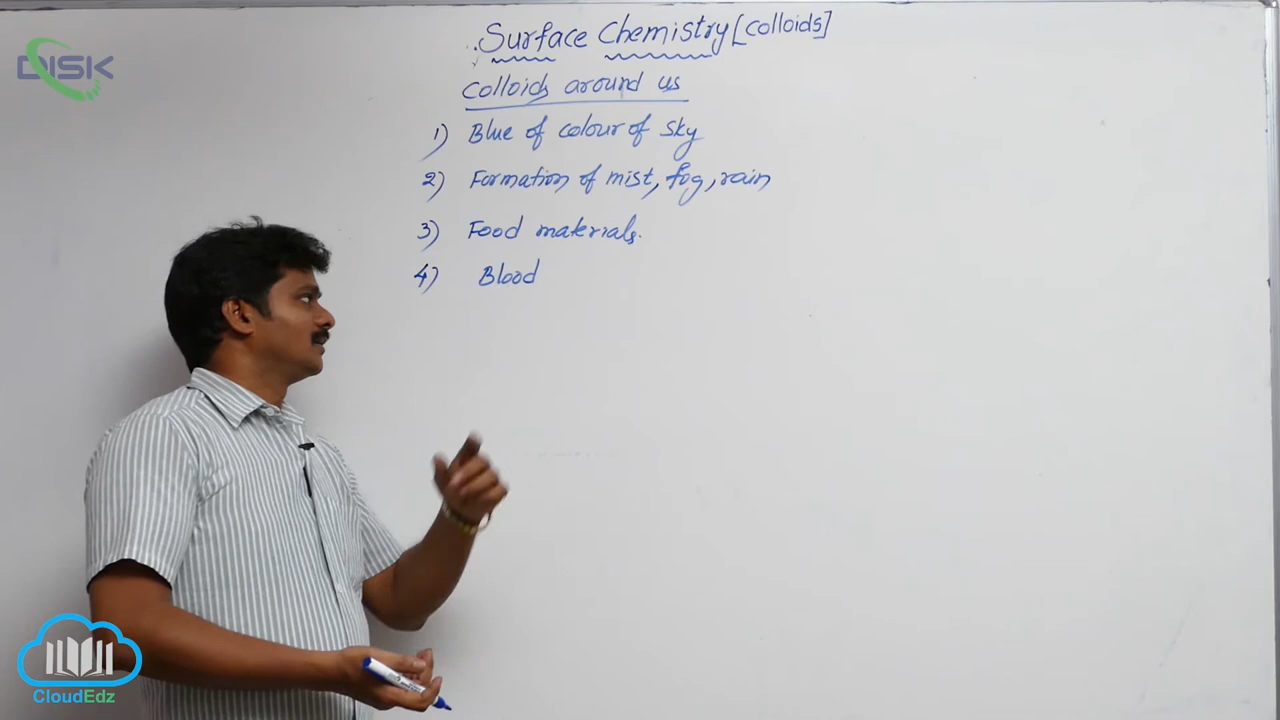 DISK
Surface Chemistry [colloids]
colloids around us
1) Blue of colour of sky
2) Formation of mist, fog, rain
3) Food materials.
4) Blood
CloudEdz